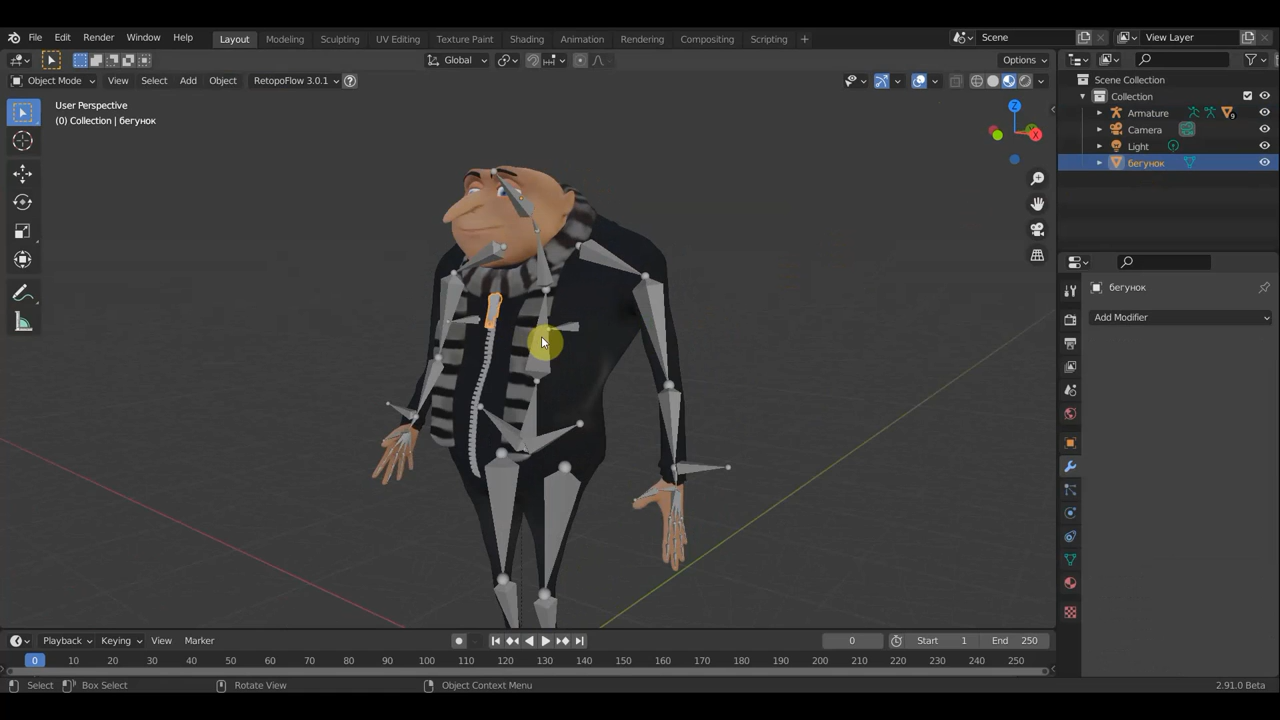 File Edit Render Window Help Layout Modeling Sculpting UV Editing Texture Paint Shading Animation Rendering Compositing Scripting + Scene View Layer
Global Options
Object Mode View Select Add Object RetopoFlow 3.0.1
User Perspective
(0) Collection | бегунок
Z
X
Scene Collection
Collection
Armature 9
Camera
Light
бегунок
бегунок
Add Modifier
Playback Keying View Marker 0 Start 1 End 250
0 10 20 30 40 50 60 70 80 90 100 110 120 130 140 150 160 170 180 190 200 210 220 230 240 250
Select Box Select Rotate View Object Context Menu 2.91.0 Beta